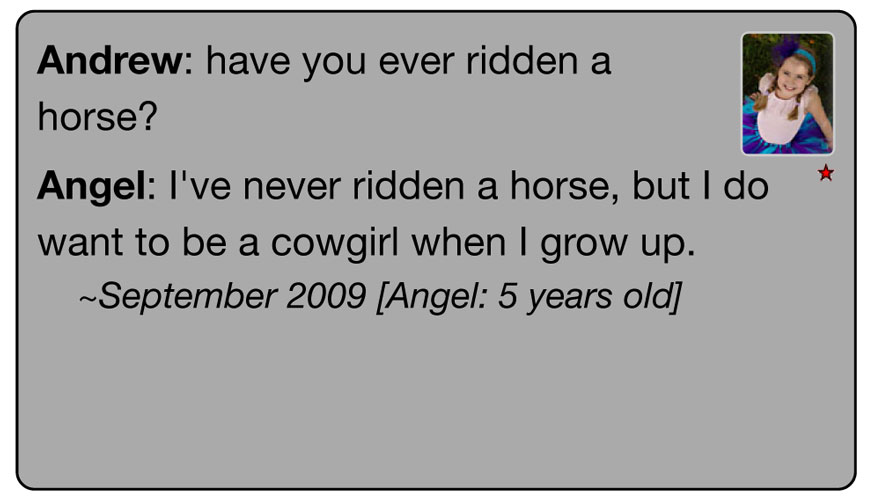 Andrew: have you ever ridden a
horse?
Angel: I've never ridden a horse, but I do
want to be a cowgirl when I grow up.
~September 2009 [Angel: 5 years old]